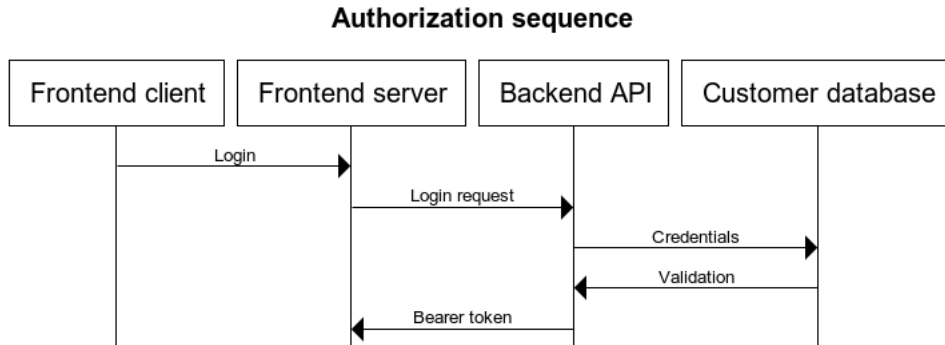 Authorization sequence
Frontend client
Frontend server
Backend API
Customer database
Login
Login request
Credentials
Validation
Bearer token